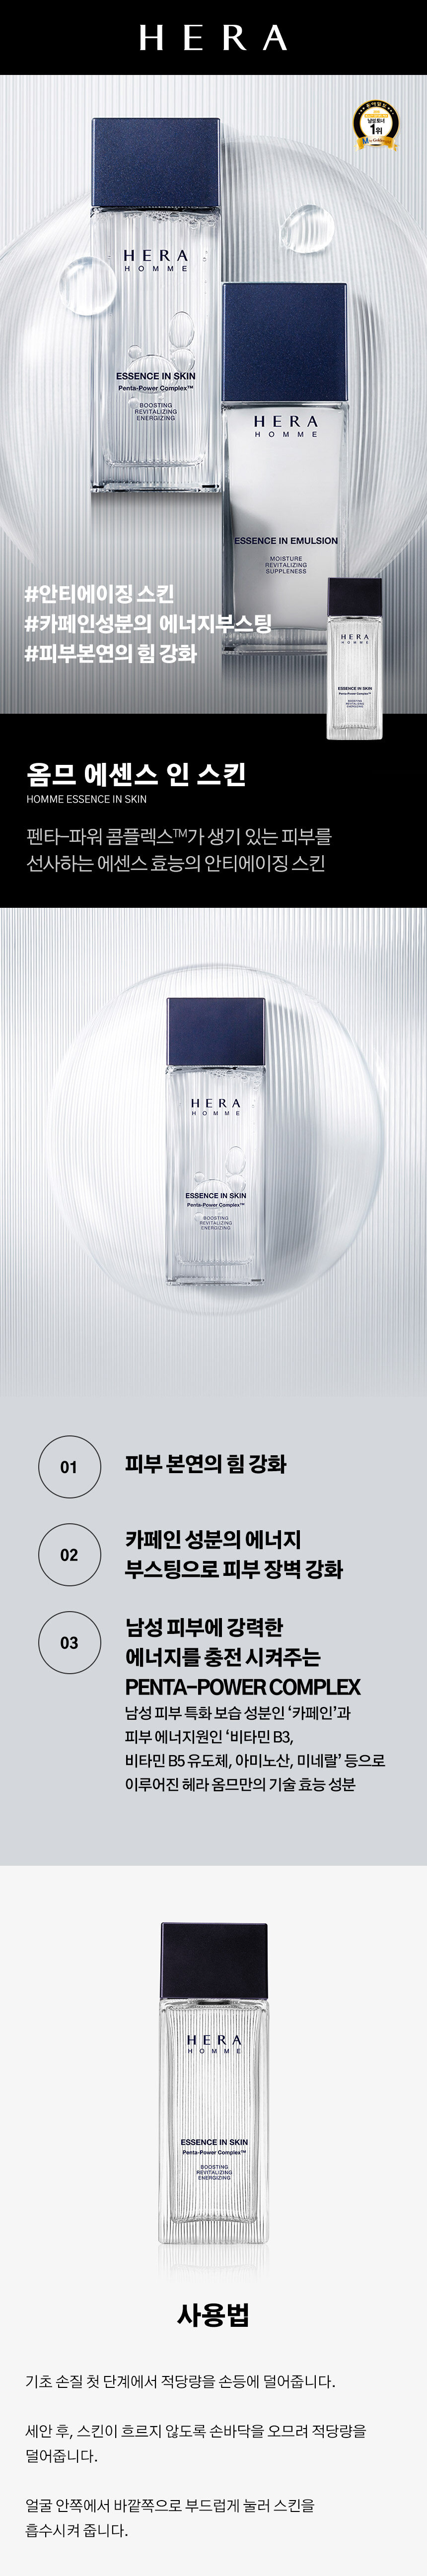 HERA
남성 토너
1위
HERA
HOMME
ESSENCE IN SKIN
Penta-Power Complex™
BOOSTING
REVITALIZING
ENERGIZING
HERA
HOMME
ESSENCE IN EMULSION
MOISTURE
REVITALIZING
SUPPLENESS
#안티에이징 스킨
#카페인성분의 에너지부스팅
#피부본연의 힘 강화
HERA
HOMME
ESSENCE IN SKIN
Penta-Power Complex™
BOOSTING
REVITALIZING
ENERGIZING
옴므 에센스 인 스킨
HOMME ESSENCE IN SKIN
펜타-파워 콤플렉스™가 생기 있는 피부를
선사하는 에센스 효능의 안티에이징 스킨
HERA
HOMME
ESSENCE IN SKIN
Penta-Power Complex™
BOOSTING
REVITALIZING
ENERGIZING
01
피부 본연의 힘 강화
02
카페인 성분의 에너지
부스팅으로 피부 장벽 강화
03
남성 피부에 강력한
에너지를 충전 시켜주는
PENTA-POWER COMPLEX
남성 피부 특화 보습 성분인 ‘카페인’과
피부 에너지원인 ‘비타민 B3,
비타민 B5 유도체, 아미노산, 미네랄’ 등으로
이루어진 헤라 옴므만의 기술 효능 성분
HERA
HOMME
ESSENCE IN SKIN
Penta-Power Complex™
BOOSTING
REVITALIZING
ENERGIZING
사용법
기초 손질 첫 단계에서 적당량을 손등에 덜어줍니다.
세안 후, 스킨이 흐르지 않도록 손바닥을 오므려 적당량을
덜어줍니다.
얼굴 안쪽에서 바깥쪽으로 부드럽게 눌러 스킨을
흡수시켜 줍니다.